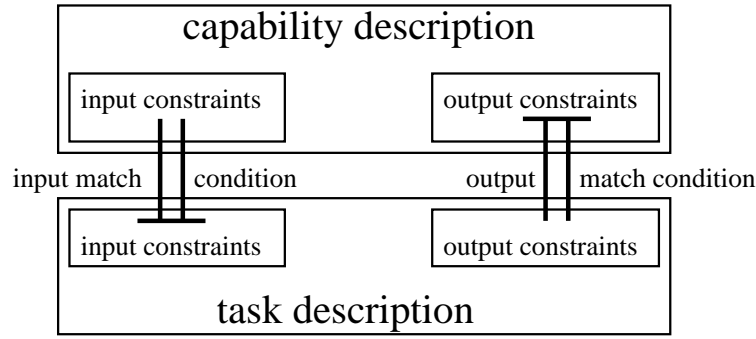 capability description
input constraints output constraints
input match condition output match condition
input constraints output constraints
task description